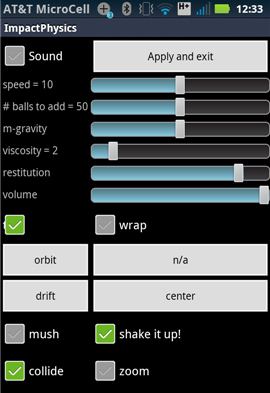 AT&T MicroCell H+ 12:33
ImpactPhysics
Sound Apply and exit
speed = 10
# balls to add = 50
m-gravity
viscosity = 2
restitution
volume
wrap
orbit n/a
drift center
mush shake it up!
collide zoom